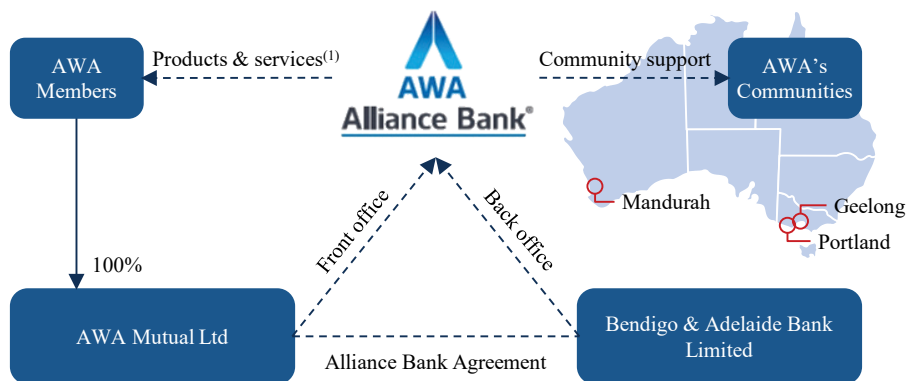 AWA
Members
Products & services(1)
AWA
Alliance Bank®
Community support
AWA's
Communities
Mandurah
Geelong
Portland
Front office
Back office
100%
AWA Mutual Ltd
Alliance Bank Agreement
Bendigo & Adelaide Bank
Limited